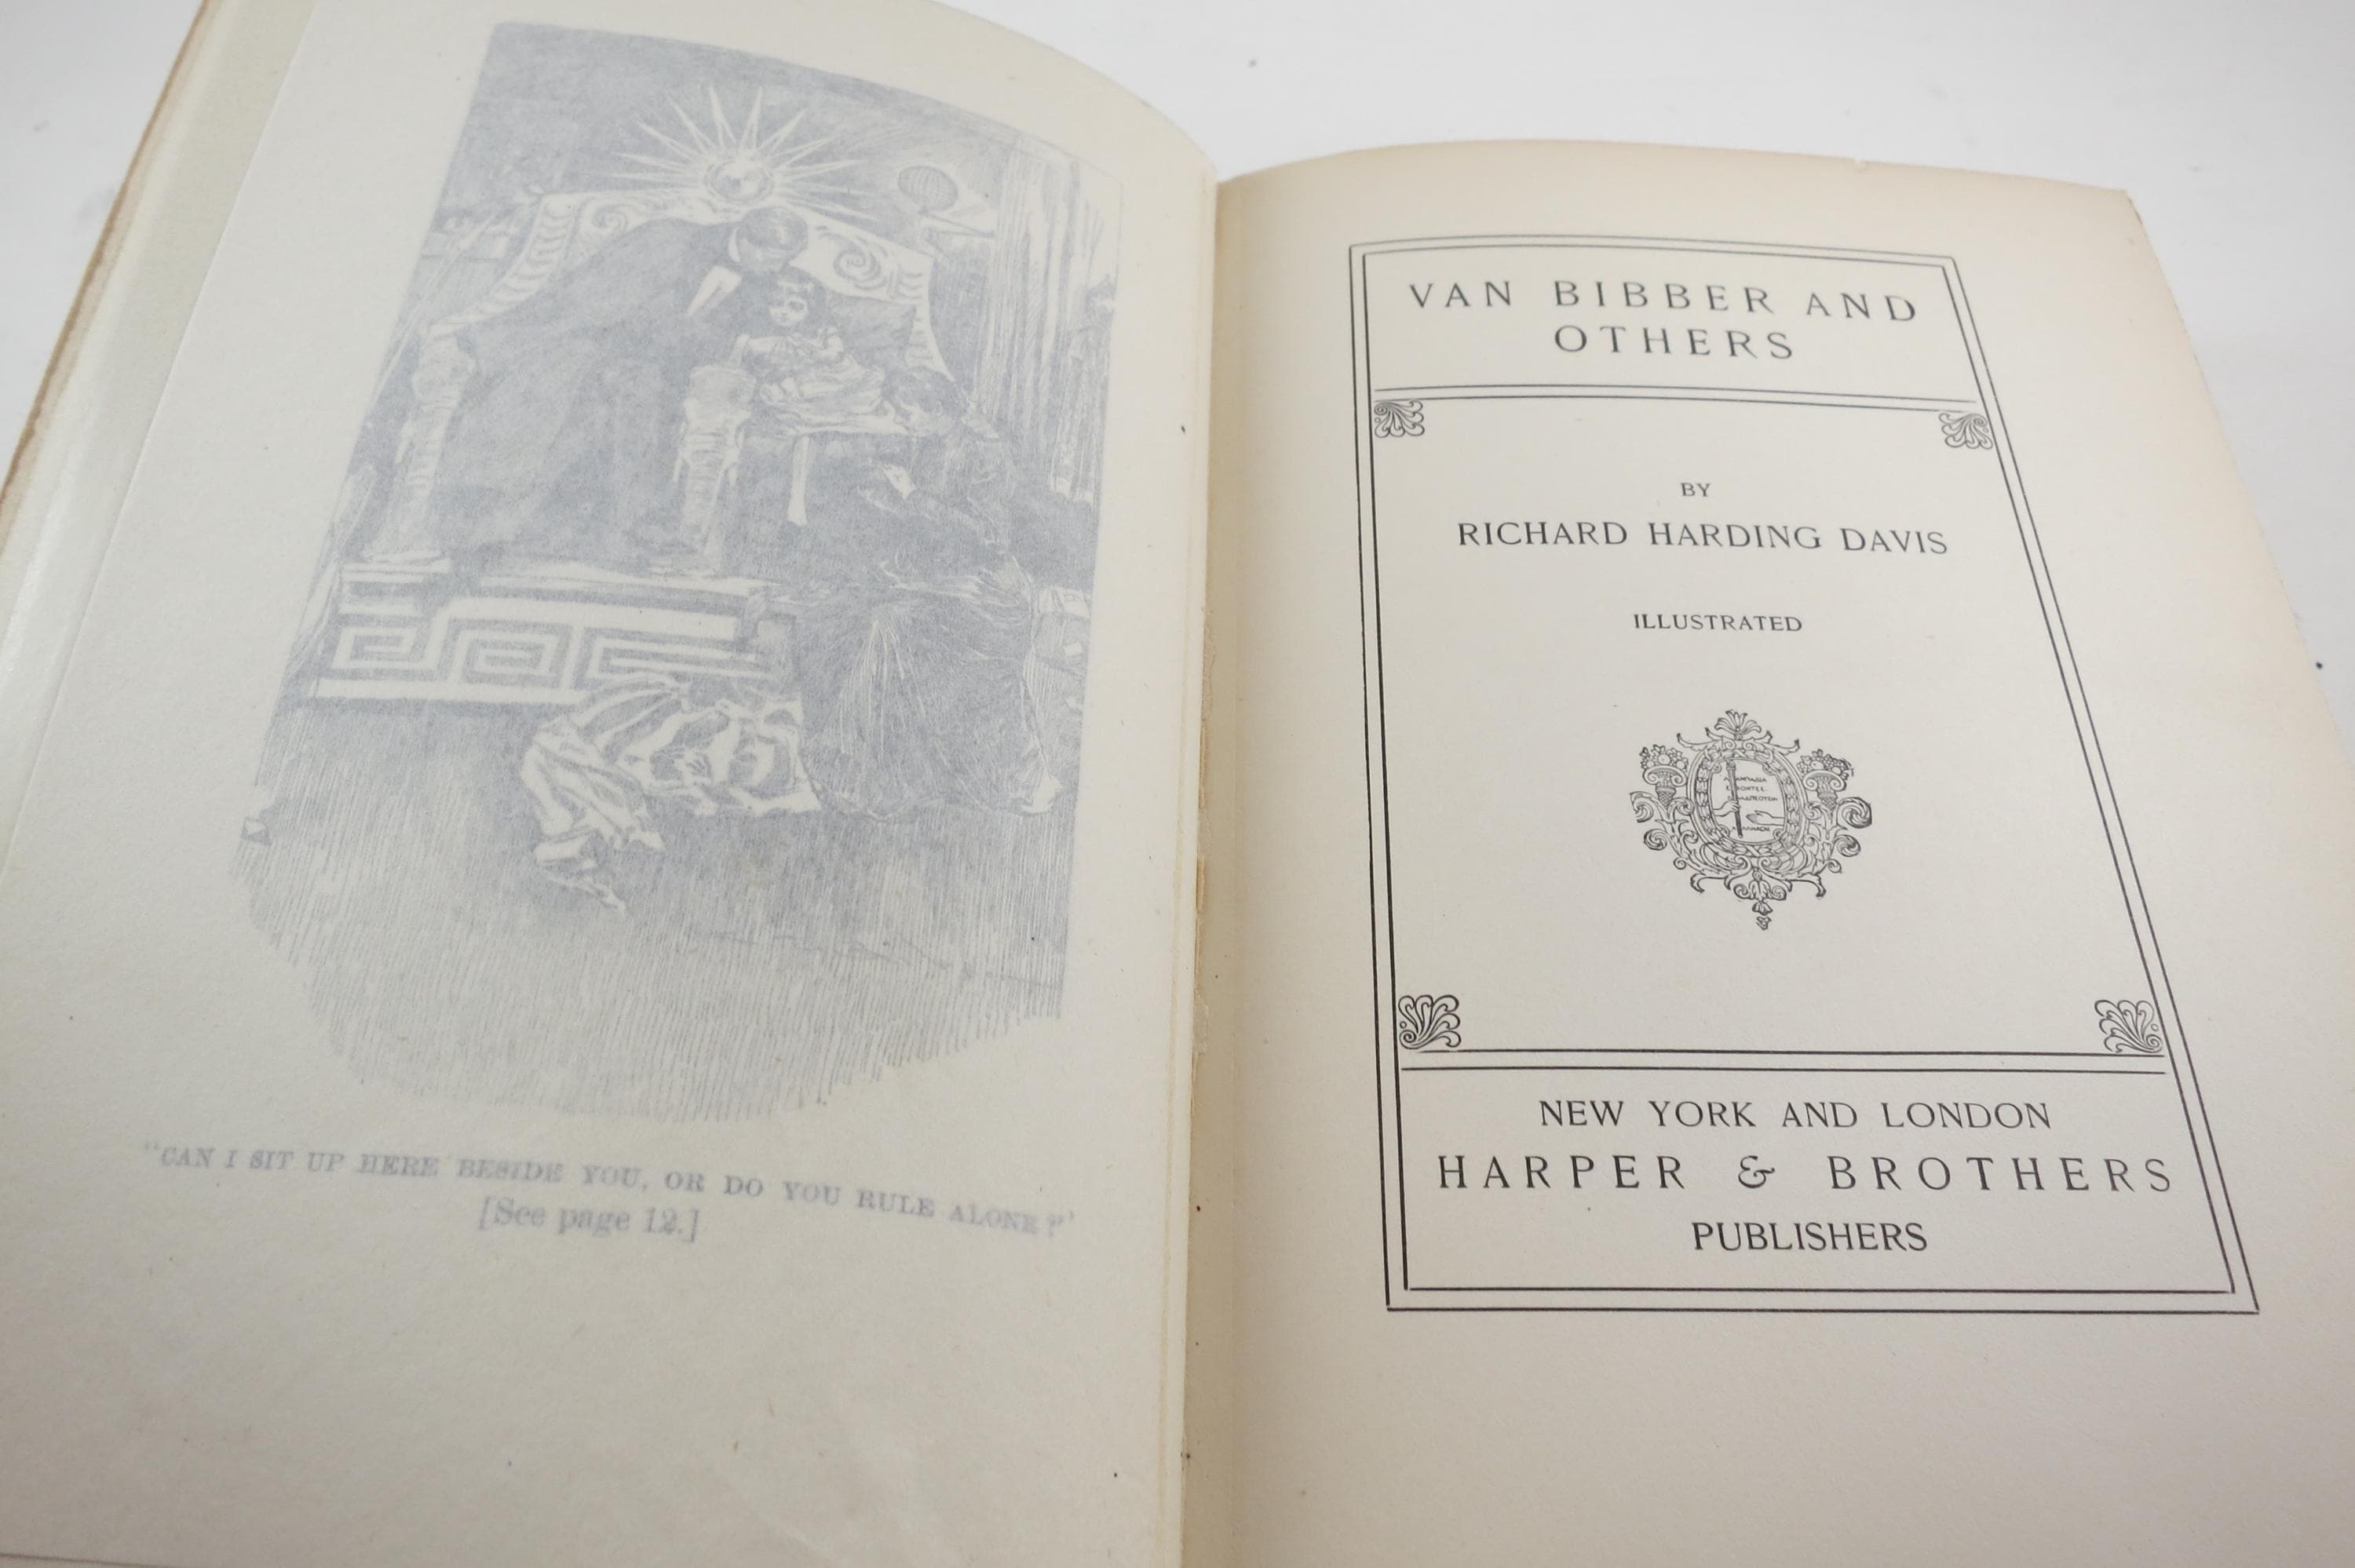 "CAN I SIT UP HERE BESIDE YOU, OR DO YOU RULE ALONE?"
[See page 12.]
VAN BIBBER AND
OTHERS
BY
RICHARD HARDING DAVIS
ILLUSTRATED
NEW YORK AND LONDON
HARPER & BROTHERS
PUBLISHERS